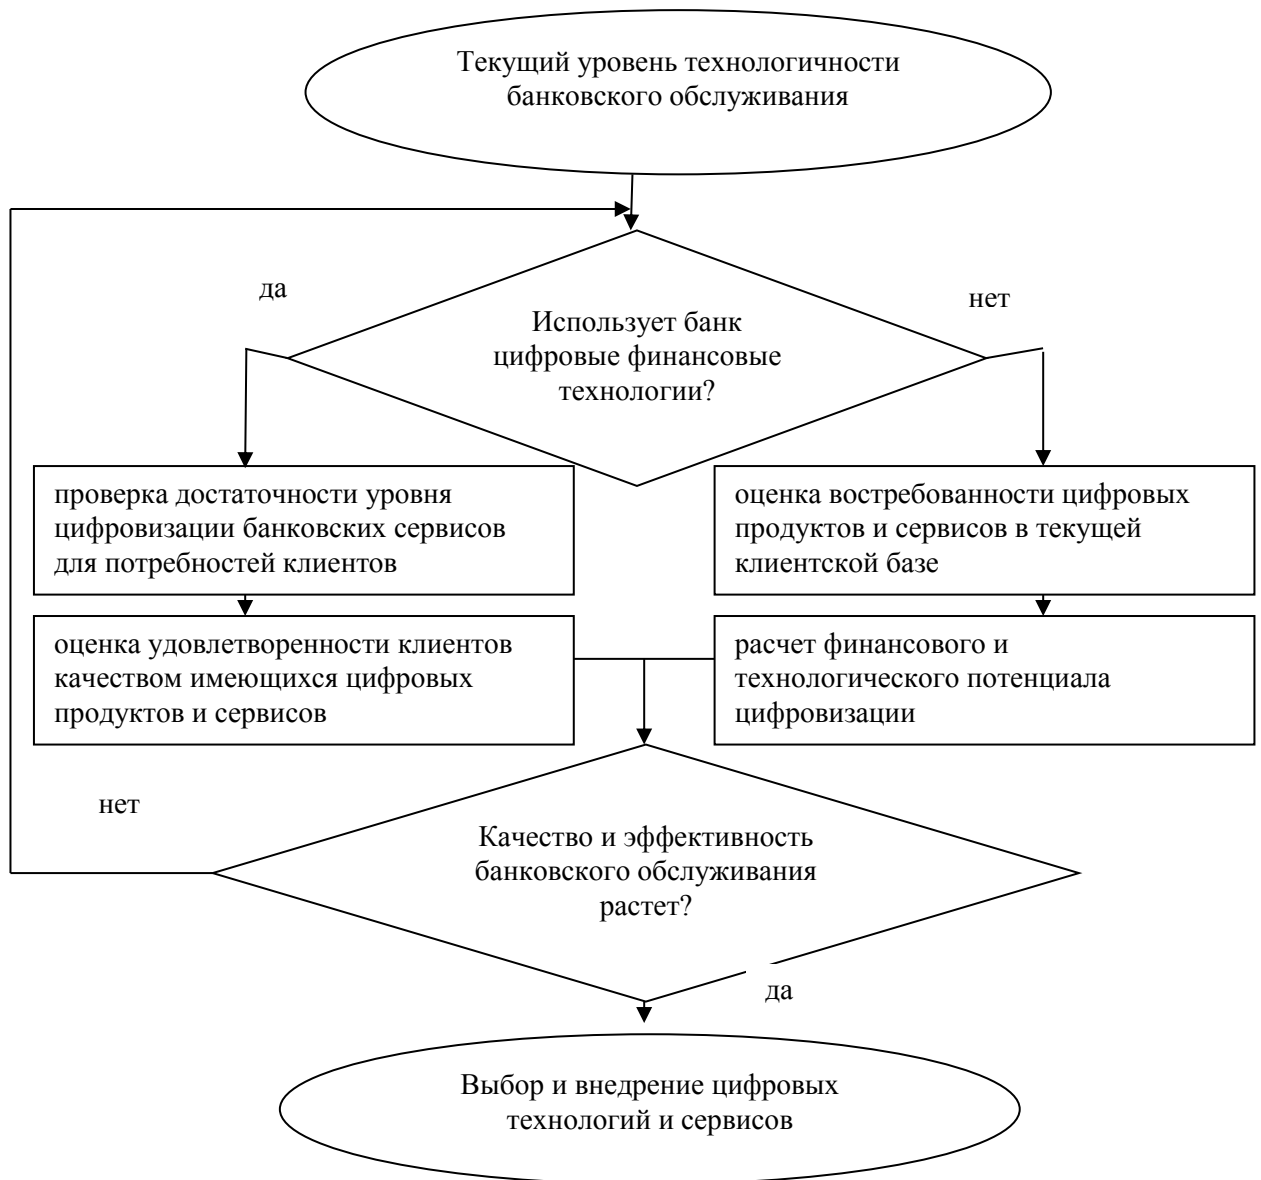 Текущий уровень технологичности
банковского обслуживания
да
нет
Использует банк
цифровые финансовые
технологии?
проверка достаточности уровня
цифровизации банковских сервисов
для потребностей клиентов
оценка востребованности цифровых
продуктов и сервисов в текущей
клиентской базе
оценка удовлетворенности клиентов
качеством имеющихся цифровых
продуктов и сервисов
расчет финансового и
технологического потенциала
цифровизации
нет
Качество и эффективность
банковского обслуживания
растет?
да
Выбор и внедрение цифровых
технологий и сервисов